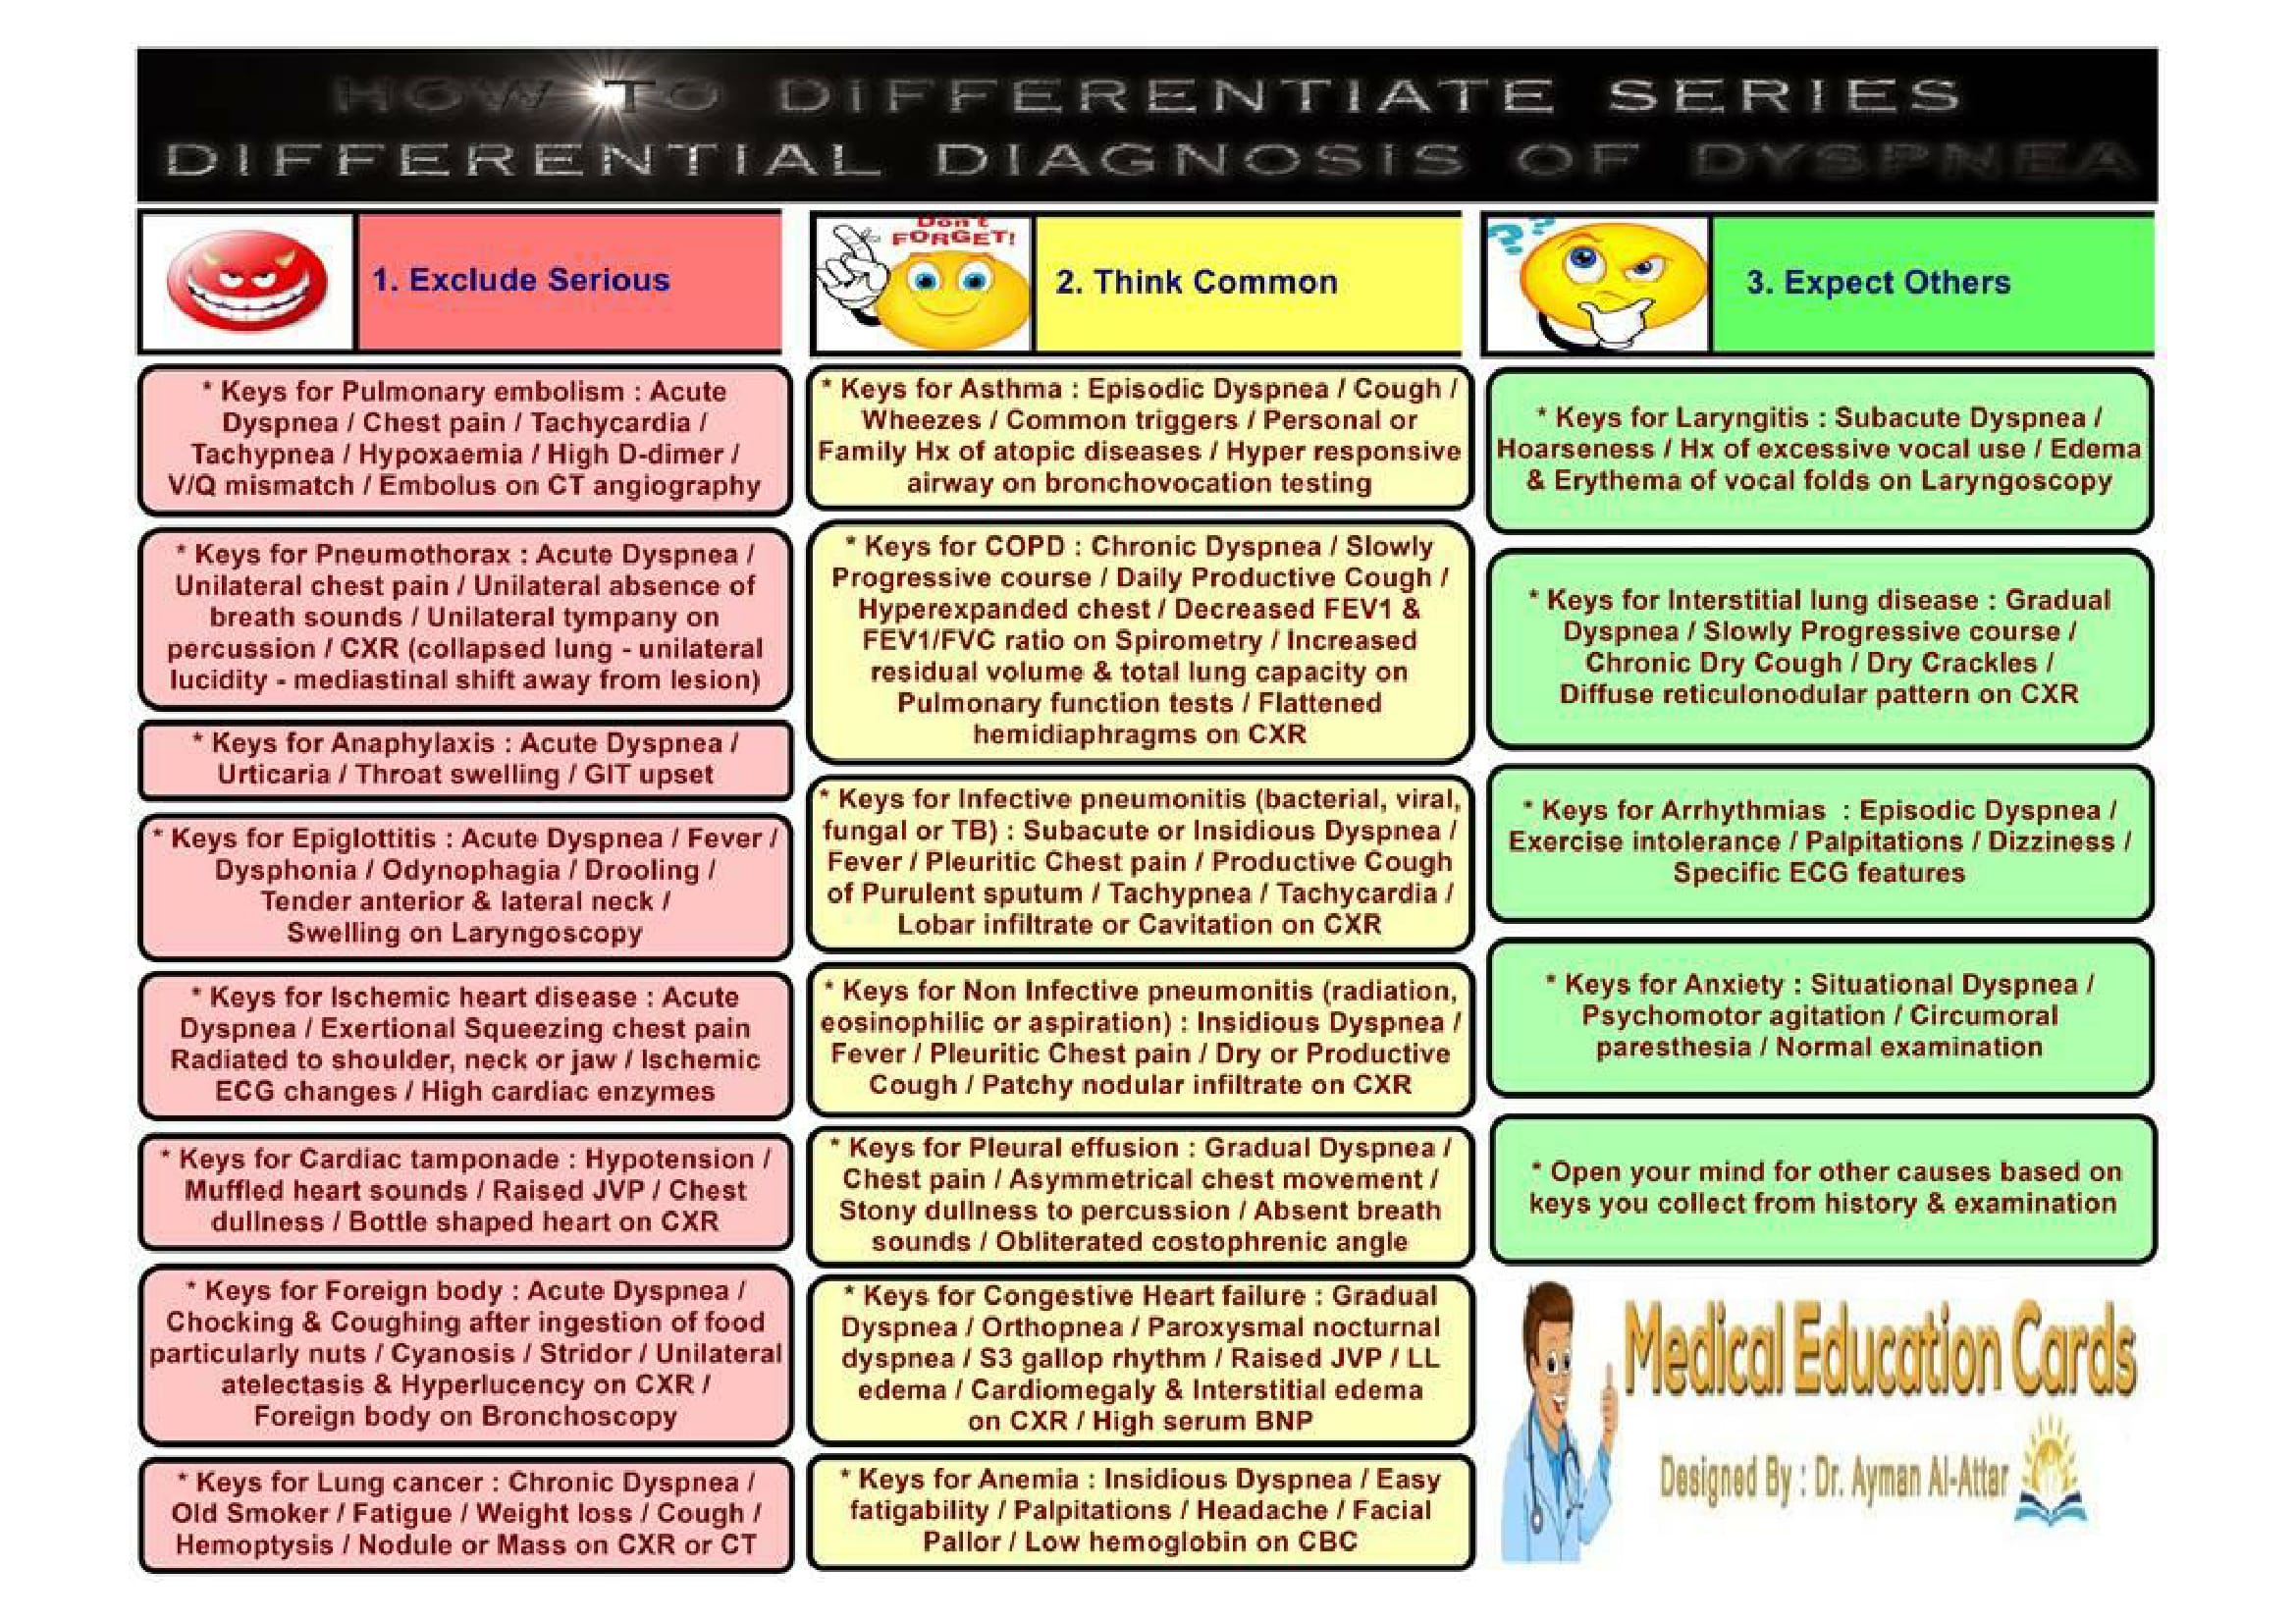 HOW TO DIFFERENTIATE SERIES
DIFFERENTIAL DIAGNOSIS OF DYSPNEA
1. Exclude Serious
* Keys for Pulmonary embolism : Acute
Dyspnea / Chest pain / Tachycardia /
Tachypnea / Hypoxaemia / High D-dimer /
V/Q mismatch / Embolus on CT angiography
* Keys for Pneumothorax : Acute Dyspnea /
Unilateral chest pain / Unilateral absence of
breath sounds / Unilateral tympany on
percussion / CXR (collapsed lung - unilateral
lucidity - mediastinal shift away from lesion)
* Keys for Anaphylaxis : Acute Dyspnea /
Urticaria / Throat swelling / GIT upset
* Keys for Epiglottitis : Acute Dyspnea / Fever /
Dysphonia / Odynophagia / Drooling /
Tender anterior & lateral neck /
Swelling on Laryngoscopy
* Keys for Ischemic heart disease : Acute
Dyspnea / Exertional Squeezing chest pain
Radiated to shoulder, neck or jaw / Ischemic
ECG changes / High cardiac enzymes
* Keys for Cardiac tamponade : Hypotension /
Muffled heart sounds / Raised JVP / Chest
dullness / Bottle shaped heart on CXR
* Keys for Foreign body : Acute Dyspnea /
Chocking & Coughing after ingestion of food
particularly nuts / Cyanosis / Stridor / Unilateral
atelectasis & Hyperlucency on CXR /
Foreign body on Bronchoscopy
* Keys for Lung cancer : Chronic Dyspnea /
Old Smoker / Fatigue / Weight loss / Cough /
Hemoptysis / Nodule or Mass on CXR or CT
Don't
FORGET!
2. Think Common
* Keys for Asthma : Episodic Dyspnea / Cough /
Wheezes / Common triggers / Personal or
Family Hx of atopic diseases / Hyper responsive
airway on bronchovocation testing
* Keys for COPD : Chronic Dyspnea / Slowly
Progressive course / Daily Productive Cough /
Hyperexpanded chest / Decreased FEV1 &
FEV1/FVC ratio on Spirometry / Increased
residual volume & total lung capacity on
Pulmonary function tests / Flattened
hemidiaphragms on CXR
* Keys for Infective pneumonitis (bacterial, viral,
fungal or TB) : Subacute or Insidious Dyspnea /
Fever / Pleuritic Chest pain / Productive Cough
of Purulent sputum / Tachypnea / Tachycardia /
Lobar infiltrate or Cavitation on CXR
* Keys for Non Infective pneumonitis (radiation,
eosinophilic or aspiration) : Insidious Dyspnea /
Fever / Pleuritic Chest pain / Dry or Productive
Cough / Patchy nodular infiltrate on CXR
* Keys for Pleural effusion : Gradual Dyspnea /
Chest pain / Asymmetrical chest movement /
Stony dullness to percussion / Absent breath
sounds / Obliterated costophrenic angle
* Keys for Congestive Heart failure : Gradual
Dyspnea / Orthopnea / Paroxysmal nocturnal
dyspnea / S3 gallop rhythm / Raised JVP / LL
edema / Cardiomegaly & Interstitial edema
on CXR / High serum BNP
* Keys for Anemia : Insidious Dyspnea / Easy
fatigability / Palpitations / Headache / Facial
Pallor / Low hemoglobin on CBC
??
3. Expect Others
* Keys for Laryngitis : Subacute Dyspnea /
Hoarseness / Hx of excessive vocal use / Edema
& Erythema of vocal folds on Laryngoscopy
* Keys for Interstitial lung disease : Gradual
Dyspnea / Slowly Progressive course /
Chronic Dry Cough / Dry Crackles /
Diffuse reticulonodular pattern on CXR
* Keys for Arrhythmias : Episodic Dyspnea /
Exercise intolerance / Palpitations / Dizziness /
Specific ECG features
* Keys for Anxiety : Situational Dyspnea /
Psychomotor agitation / Circumoral
paresthesia / Normal examination
* Open your mind for other causes based on
keys you collect from history & examination
Medical Education Cards
Designed By : Dr. Ayman Al-Attar